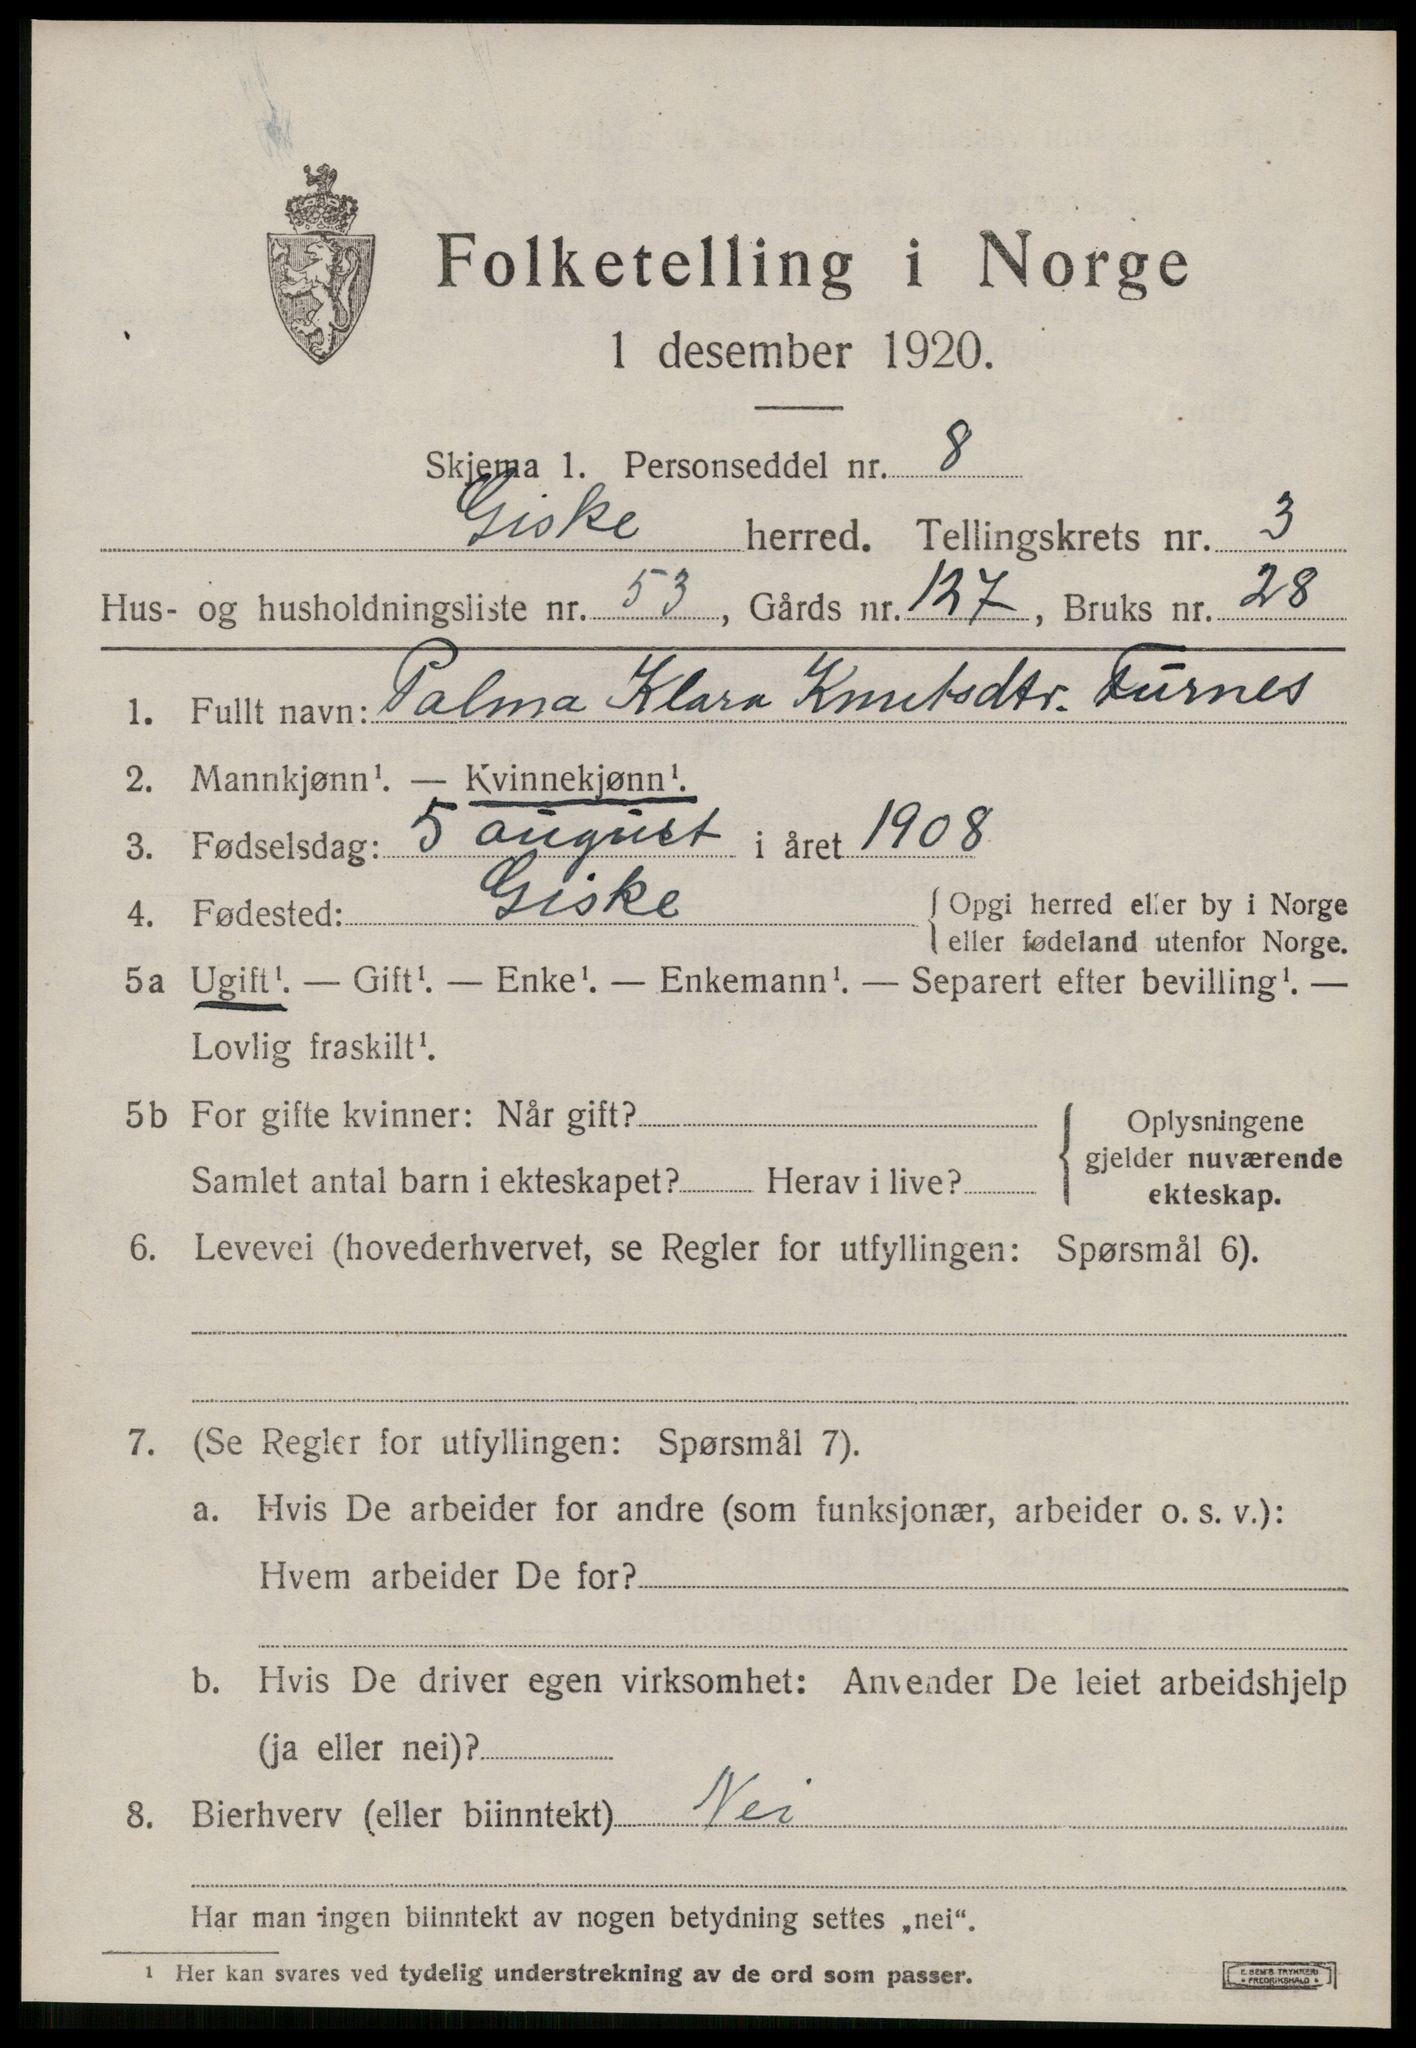 Folketelling i Norge
1 desember 1920.
Skjema 1. Personseddel nr. 8
Giske herred. Tellingskrets nr. 3
Hus- og husholdningsliste nr. 53, Gårds nr. 127, Bruks nr. 28
1. Fullt navn: Palma Klara Knutsdtr. Furnes
2. Mannkjønn¹. — Kvinnekjønn¹.
3. Fødselsdag: 5 august i året 1908
4. Fødested: Giske { Opgi herred eller by i Norge
eller fødeland utenfor Norge.
5a Ugift¹. — Gift¹. — Enke¹. — Enkemann¹. — Separert efter bevilling¹. —
Lovlig fraskilt¹.
5b For gifte kvinner: Når gift?
Samlet antal barn i ekteskapet? Herav i live?
{ Oplysningene
gjelder nuværende
ekteskap.
6. Levevei (hovederhvervet, se Regler for utfyllingen: Spørsmål 6).
7. (Se Regler for utfyllingen: Spørsmål 7).
a. Hvis De arbeider for andre (som funksjonær, arbeider o. s. v.):
Hvem arbeider De for?
b. Hvis De driver egen virksomhet: Anvender De leiet arbeidshjelp
(ja eller nei)?
8. Bierhverv (eller biinntekt) Nei
Har man ingen biinntekt av nogen betydning settes „nei“.
¹ Her kan svares ved tydelig understrekning av de ord som passer.
E. SEM'S TRYKKERI
FREDRIKSHALD